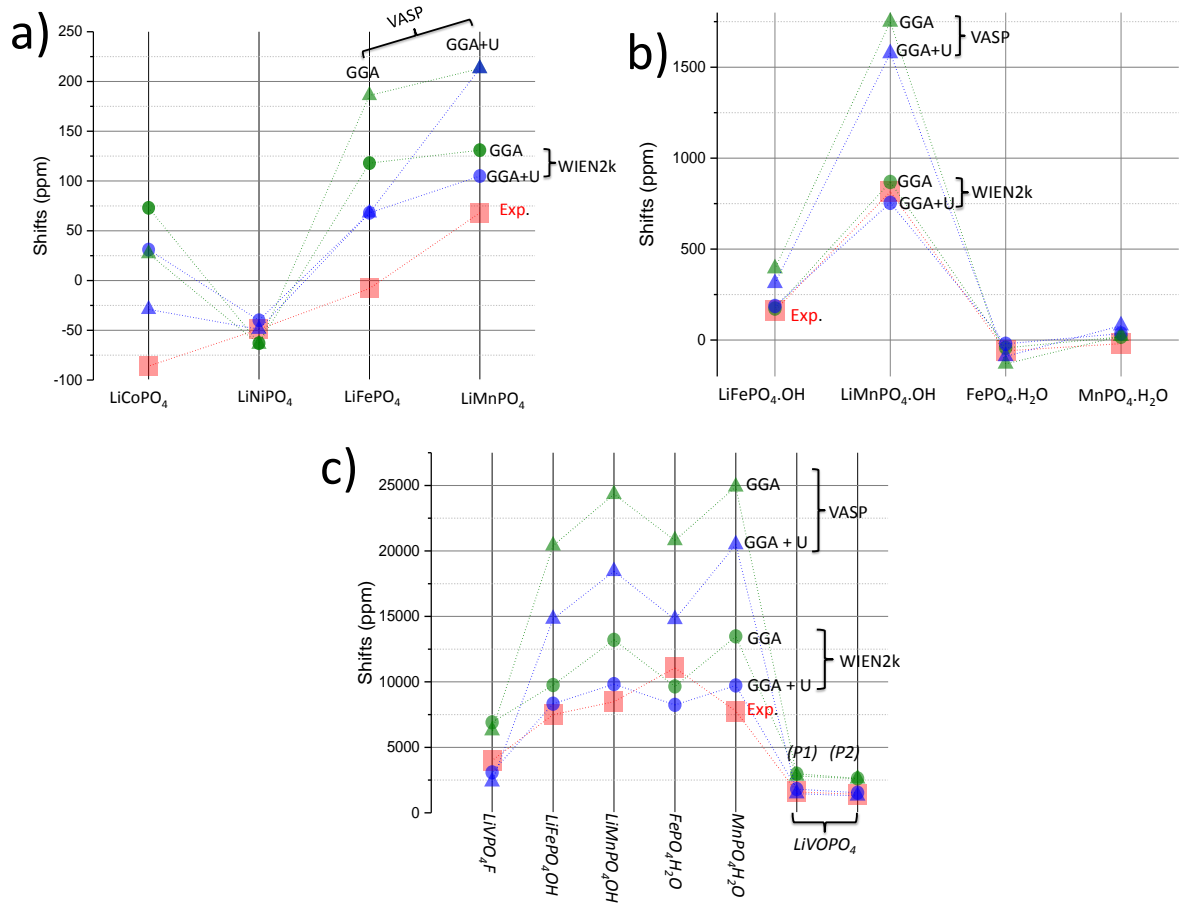 a)
VASP
GGA
GGA+U
GGA
GGA+U
WIEN2k
Exp.
Shifts (ppm)
250
200
150
100
50
0
-50
-100
LiCoPO4
LiNiPO4
LiFePO4
LiMnPO4
b)
GGA
GGA+U
VASP
GGA
GGA+U
WIEN2k
Exp.
Shifts (ppm)
1500
1000
500
0
LiFePO4.OH
LiMnPO4.OH
FePO4.H2O
MnPO4.H2O
c)
GGA
VASP
GGA + U
GGA
WIEN2k
GGA + U
Exp.
(P1)
(P2)
Shifts (ppm)
25000
20000
15000
10000
5000
0
LiVPO4F
LiFePO4OH
LiMnPO4OH
FePO4H2O
MnPO4H2O
LiVOPO4